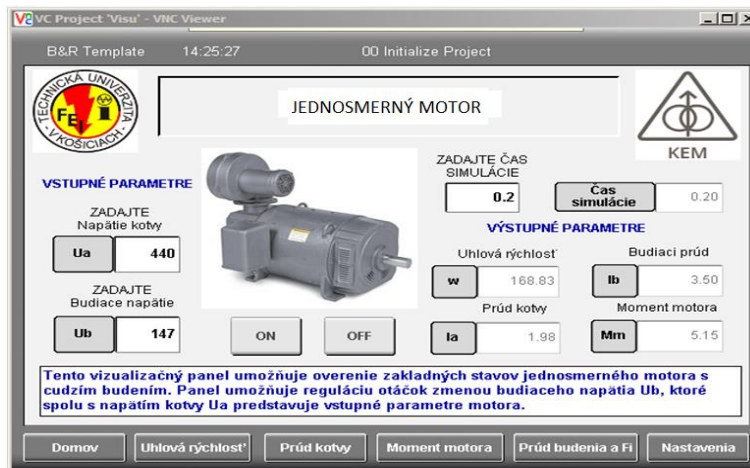 VC Project 'Visu' - VNC Viewer
B&R Template 14:25:27 00 Initialize Project
TECHNICKÁ UNIVERZITA
FEI
V KOŠICIACH
JEDNOSMERNÝ MOTOR
KEM
VSTUPNÉ PARAMETRE
ZADAJTE
Napätie kotvy
Ua 440
ZADAJTE
Budiace napätie
Ub 147
ON OFF
ZADAJTE ČAS
SIMULÁCIE
0.2
Čas
simulácie
0.20
VÝSTUPNÉ PARAMETRE
Uhlová rýchlosť Budiaci prúd
w 168.83 Ib 3.50
Prúd kotvy Moment motora
Ia 1.98 Mm 5.15
Tento vizualizačný panel umožňuje overenie zakladných stavov jednosmerného motora s
cudzím budením. Panel umožňuje reguláciu otáčok zmenou budiaceho napätia Ub, ktoré
spolu s napätím kotvy Ua predstavuje vstupné parametre motora.
Domov Uhlová rýchlosť Prúd kotvy Moment motora Prúd budenia a Fi Nastavenia